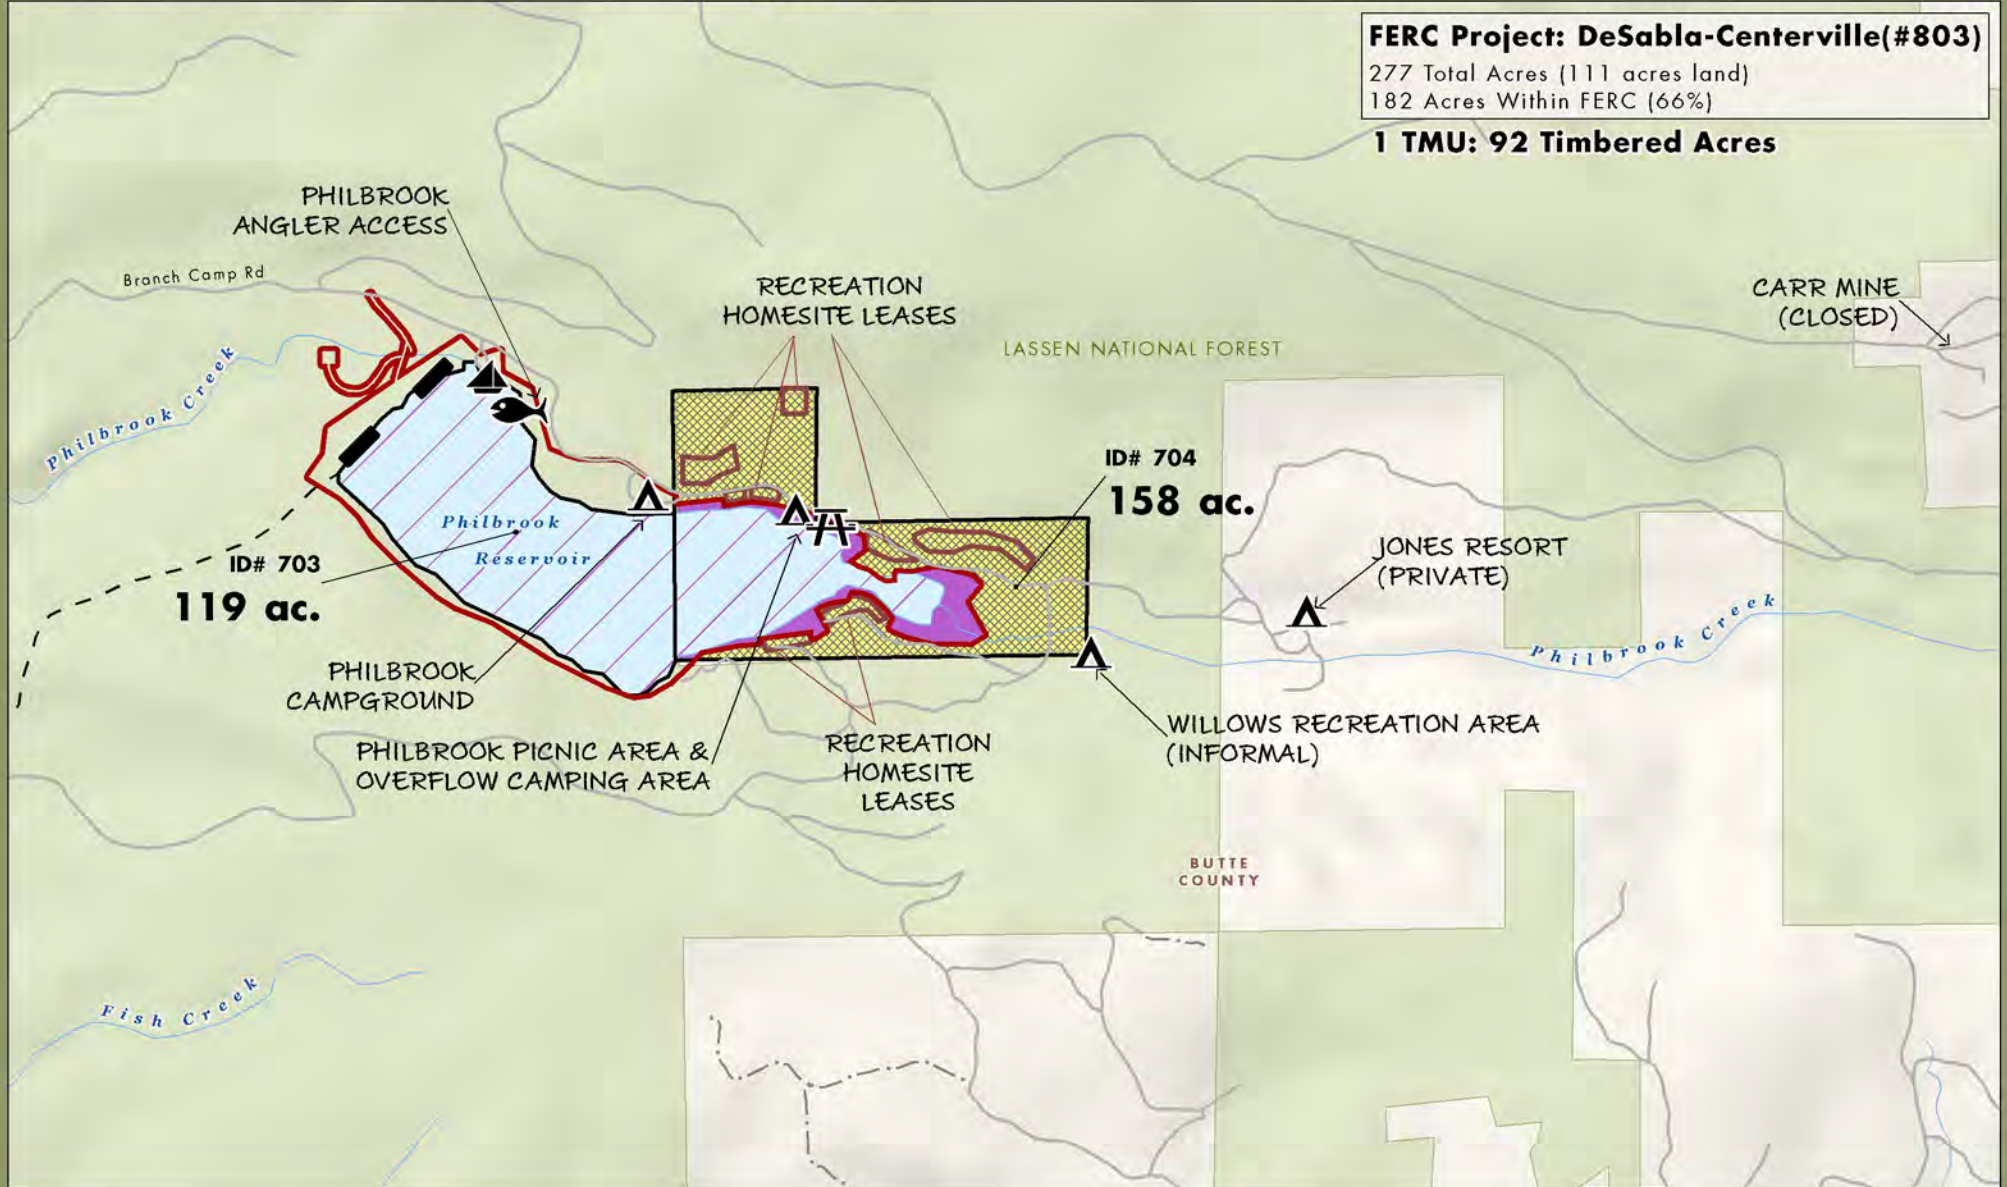 FERC Project: DeSabla-Centerville(#803)
277 Total Acres (111 acres land)
182 Acres Within FERC (66%)
1 TMU: 92 Timbered Acres
PHILBROOK
ANGLER ACCESS
Branch Camp Rd
RECREATION
HOMESITE LEASES
CARR MINE
(CLOSED)
LASSEN NATIONAL FOREST
Philbrook Creek
ID# 704
158 ac.
Philbrook
Reservoir
ID# 703
119 ac.
JONES RESORT
(PRIVATE)
Philbrook Creek
PHILBROOK
CAMPGROUND
PHILBROOK PICNIC AREA &
OVERFLOW CAMPING AREA
RECREATION
HOMESITE
LEASES
WILLOWS RECREATION AREA
(INFORMAL)
BUTTE
COUNTY
Fish Creek